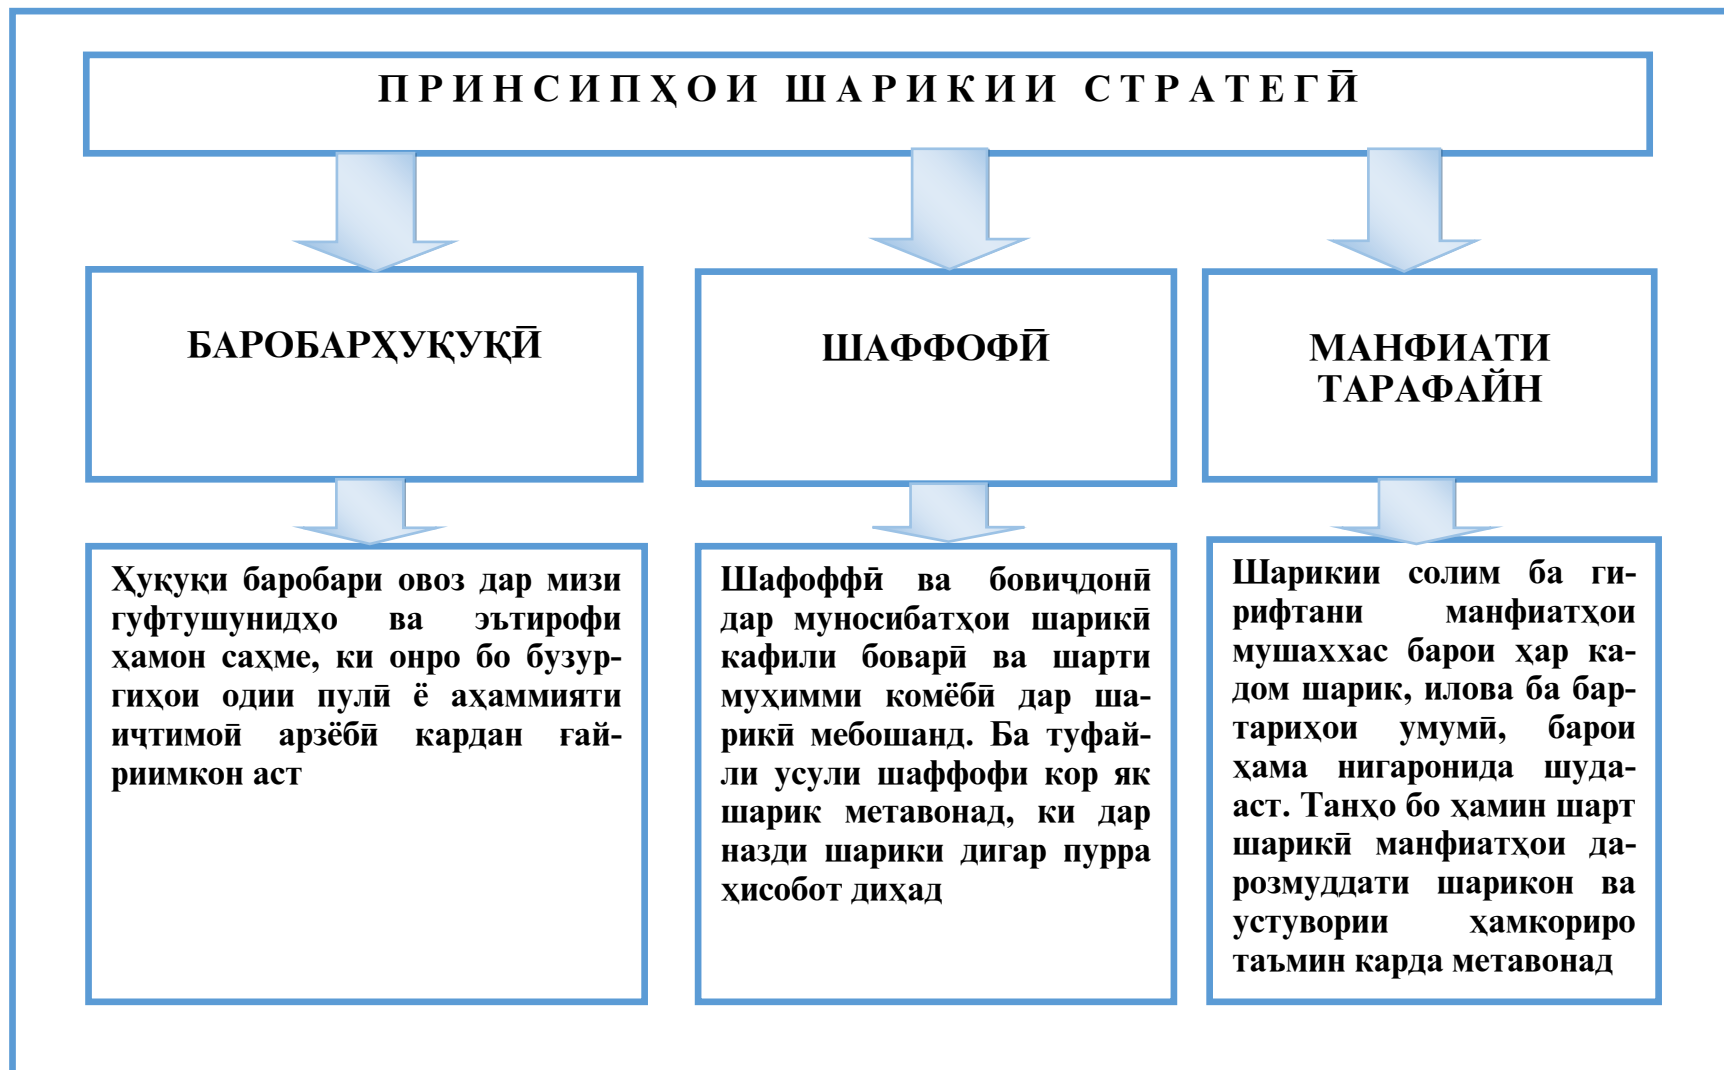 ПРИНСИПҲОИ ШАРИКИИ СТРАТЕГӢ
БАРОБАРҲУҚУҚӢ
ШАФФОФӢ
МАНФИАТИ
ТАРАФАЙН
Ҳуқуқи баробари овоз дар мизи
гуфтушунидҳо ва эътирофи
ҳамон саҳме, ки онро бо бузур-
гиҳои одии пулӣ ё аҳаммияти
иҷтимоӣ арзёбӣ кардан ғай-
риимкон аст
Шафоффӣ ва бовиҷдонӣ
дар муносибатҳои шарикӣ
кафили боварӣ ва шарти
муҳимми комёбӣ дар ша-
рикӣ мебошанд. Ба туфай-
ли усули шаффофи кор як
шарик метавонад, ки дар
назди шарики дигар пурра
ҳисобот диҳад
Шарикии солим ба ги-
рифтани манфиатҳои
мушаххас барои ҳар ка-
дом шарик, илова ба бар-
тариҳои умумӣ, барои
ҳама нигаронида шуда-
аст. Танҳо бо ҳамин шарт
шарикӣ манфиатҳои да-
розмуддати шарикон ва
устувории ҳамкориро
таъмин карда метавонад